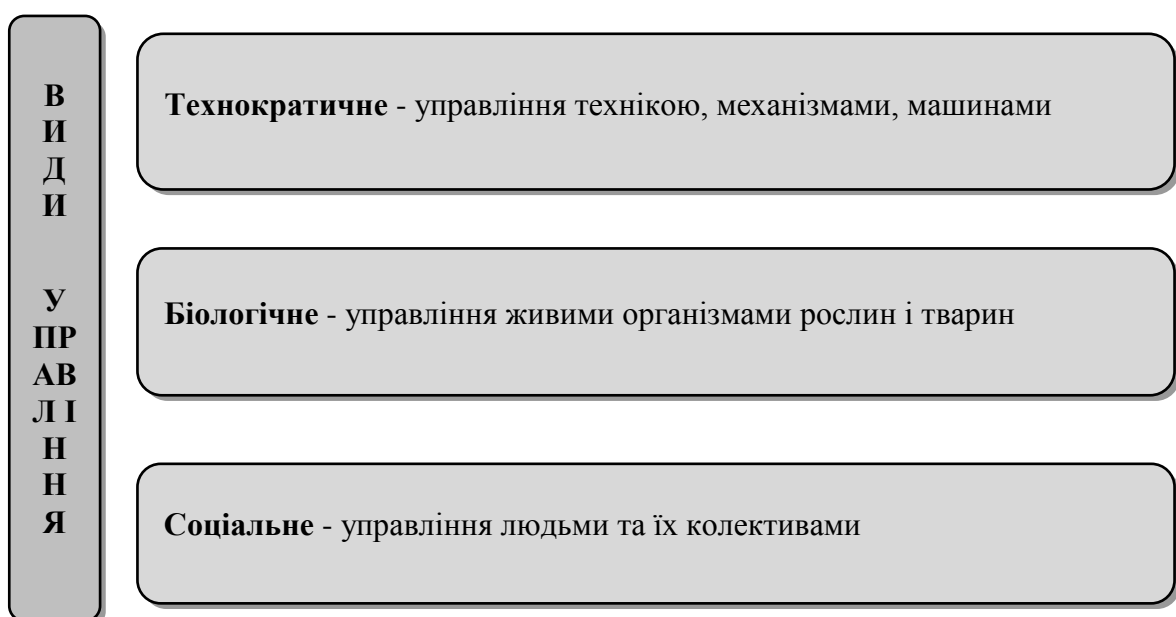 В
И
Д
И
У
ПР
АВ
Л І
Н
Н
Я
Технократичне - управління технікою, механізмами, машинами
Біологічне - управління живими організмами рослин і тварин
Соціальне - управління людьми та їх колективами